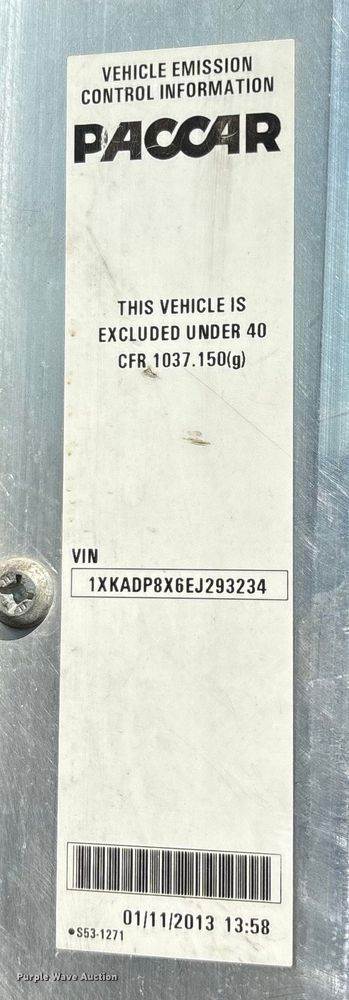 VEHICLE EMISSION
CONTROL INFORMATION
PACCAR
THIS VEHICLE IS
EXCLUDED UNDER 40
CFR 1037.150(g)
VIN
1XKADP8X6EJ293234
01/11/2013 13:58
S53-1271
Purple Wave Auction